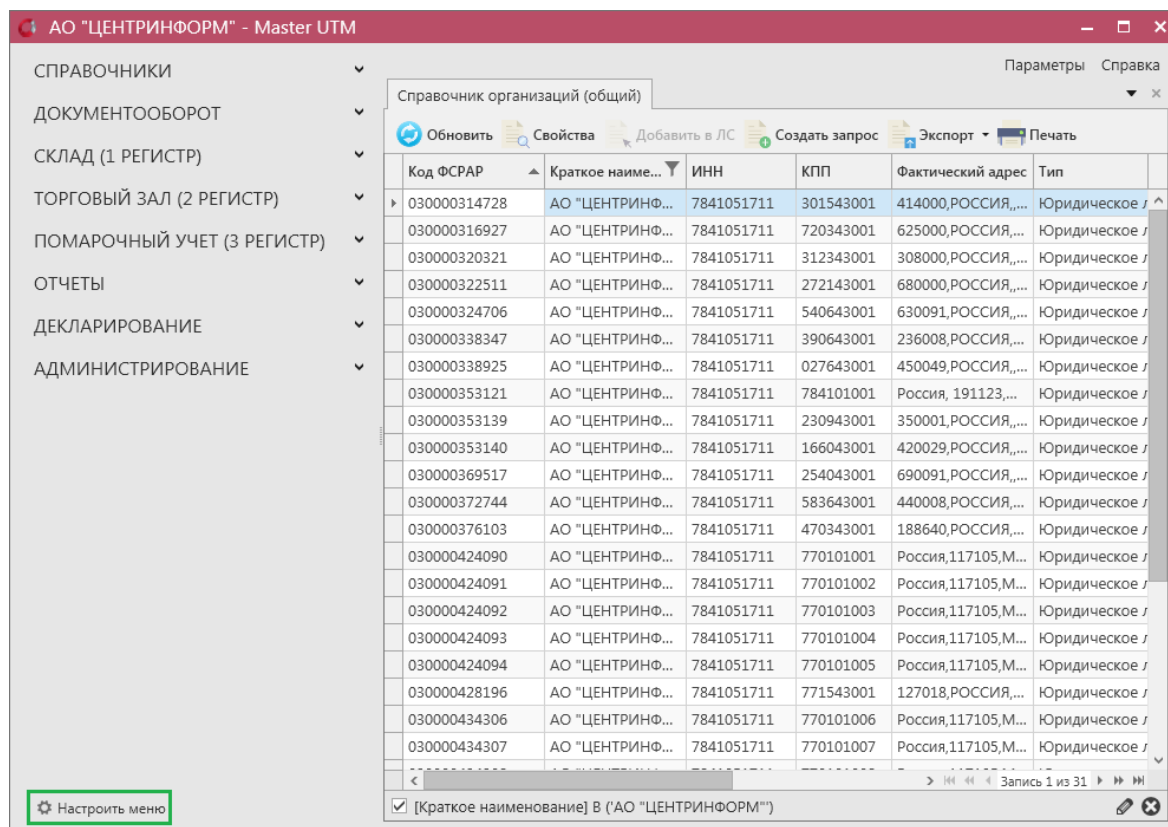 АО "ЦЕНТРИНФОРМ" - Master UTM
Параметры Справка
СПРАВОЧНИКИ
ДОКУМЕНТООБОРОТ
СКЛАД (1 РЕГИСТР)
ТОРГОВЫЙ ЗАЛ (2 РЕГИСТР)
ПОМАРОЧНЫЙ УЧЕТ (3 РЕГИСТР)
ОТЧЕТЫ
ДЕКЛАРИРОВАНИЕ
АДМИНИСТРИРОВАНИЕ
Настроить меню
Справочник организаций (общий)
Обновить Свойства Добавить в ЛС Создать запрос Экспорт Печать
Код ФСРАР Краткое наиме... ИНН КПП Фактический адрес Тип
030000314728 АО "ЦЕНТРИНФ... 7841051711 301543001 414000,РОССИЯ,,... Юридическое л
030000316927 АО "ЦЕНТРИНФ... 7841051711 720343001 625000,РОССИЯ,... Юридическое л
030000320321 АО "ЦЕНТРИНФ... 7841051711 312343001 308000,РОССИЯ,,... Юридическое л
030000322511 АО "ЦЕНТРИНФ... 7841051711 272143001 680000,РОССИЯ,... Юридическое л
030000324706 АО "ЦЕНТРИНФ... 7841051711 540643001 630091,РОССИЯ,,... Юридическое л
030000338347 АО "ЦЕНТРИНФ... 7841051711 390643001 236008,РОССИЯ,... Юридическое л
030000338925 АО "ЦЕНТРИНФ... 7841051711 027643001 450049,РОССИЯ,... Юридическое л
030000353121 АО "ЦЕНТРИНФ... 7841051711 784101001 Россия, 191123,... Юридическое л
030000353139 АО "ЦЕНТРИНФ... 7841051711 230943001 350001,РОССИЯ,,... Юридическое л
030000353140 АО "ЦЕНТРИНФ... 7841051711 166043001 420029,РОССИЯ,,... Юридическое л
030000369517 АО "ЦЕНТРИНФ... 7841051711 254043001 690091,РОССИЯ,,... Юридическое л
030000372744 АО "ЦЕНТРИНФ... 7841051711 583643001 440008,РОССИЯ,... Юридическое л
030000376103 АО "ЦЕНТРИНФ... 7841051711 470343001 188640,РОССИЯ,... Юридическое л
030000424090 АО "ЦЕНТРИНФ... 7841051711 770101001 Россия,117105,М... Юридическое л
030000424091 АО "ЦЕНТРИНФ... 7841051711 770101002 Россия,117105,М... Юридическое л
030000424092 АО "ЦЕНТРИНФ... 7841051711 770101003 Россия,117105,М... Юридическое л
030000424093 АО "ЦЕНТРИНФ... 7841051711 770101004 Россия,117105,М... Юридическое л
030000424094 АО "ЦЕНТРИНФ... 7841051711 770101005 Россия,117105,М... Юридическое л
030000428196 АО "ЦЕНТРИНФ... 7841051711 771543001 127018,РОССИЯ,... Юридическое л
030000434306 АО "ЦЕНТРИНФ... 7841051711 770101006 Россия,117105,М... Юридическое л
030000434307 АО "ЦЕНТРИНФ... 7841051711 770101007 Россия,117105,М... Юридическое л
Запись 1 из 31
[Краткое наименование] В ('АО "ЦЕНТРИНФОРМ"')